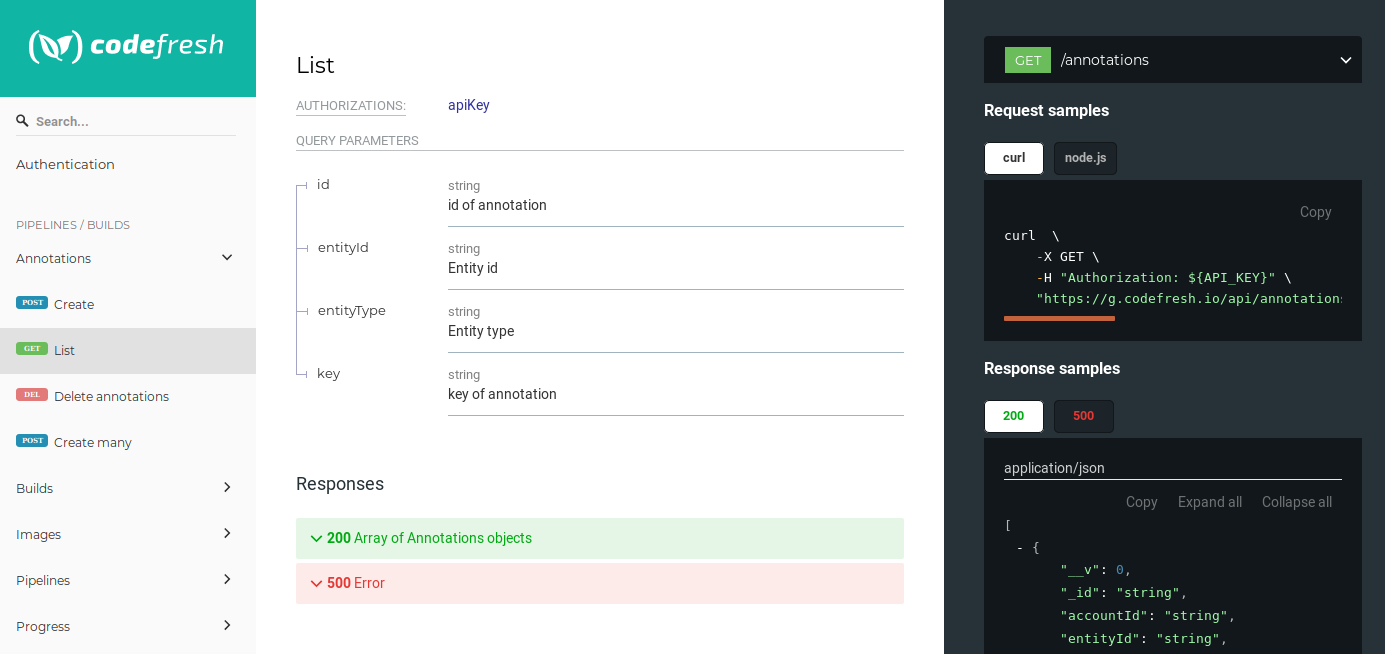 codefresh
Search...
Authentication
PIPELINES / BUILDS
Annotations
POST Create
GET List
DEL Delete annotations
POST Create many
Builds
Images
Pipelines
Progress
List
AUTHORIZATIONS: apiKey
QUERY PARAMETERS
id string
id of annotation
entityId string
Entity id
entityType string
Entity type
key string
key of annotation
Responses
200 Array of Annotations objects
500 Error
GET /annotations
Request samples
curl node.js
Copy
curl \
-X GET \
-H "Authorization: ${API_KEY}" \
"https://g.codefresh.io/api/annotations
Response samples
200 500
application/json
Copy Expand all Collapse all
[
- {
"__v": 0,
"_id": "string",
"accountId": "string",
"entityId": "string",